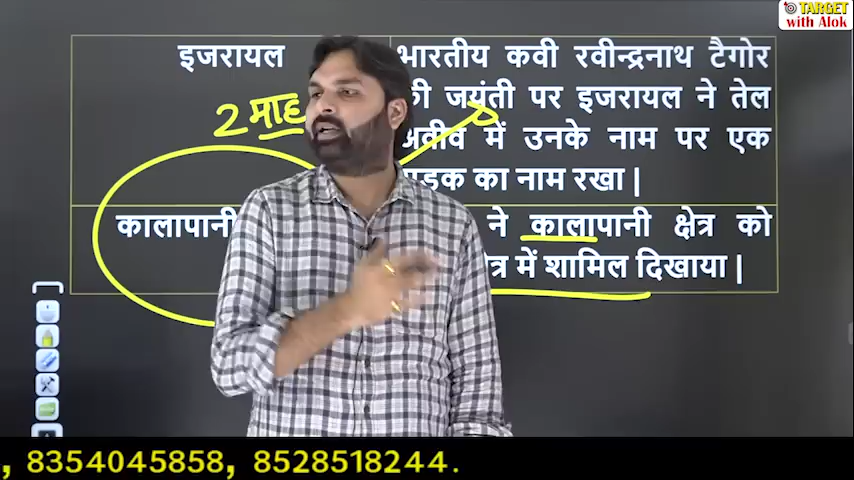 TARGET
with Alok
इजरायल
भारतीय कवी रवीन्द्रनाथ टैगोर
की जयंती पर इजरायल ने तेल
2 माह
अवीव में उनके नाम पर एक
सड़क का नाम रखा |
कालापानी
ने कालापानी क्षेत्र को
में शामिल दिखाया |
, 8354045858, 8528518244.